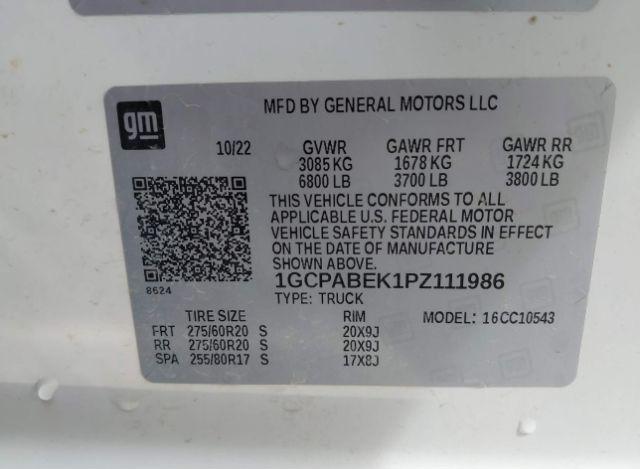 gm
MFD BY GENERAL MOTORS LLC
10/22 GVWR GAWR FRT GAWR RR
3085 KG 1678 KG 1724 KG
6800 LB 3700 LB 3800 LB
THIS VEHICLE CONFORMS TO ALL
APPLICABLE U.S. FEDERAL MOTOR
VEHICLE SAFETY STANDARDS IN EFFECT
ON THE DATE OF MANUFACTURE
SHOWN ABOVE.
8624
1GCPABEK1PZ111986
TYPE: TRUCK
TIRE SIZE RIM MODEL: 16CC10543
FRT 275/60R20 S 20X9J
RR 275/60R20 S 20X9J
SPA 255/80R17 S 17X8J